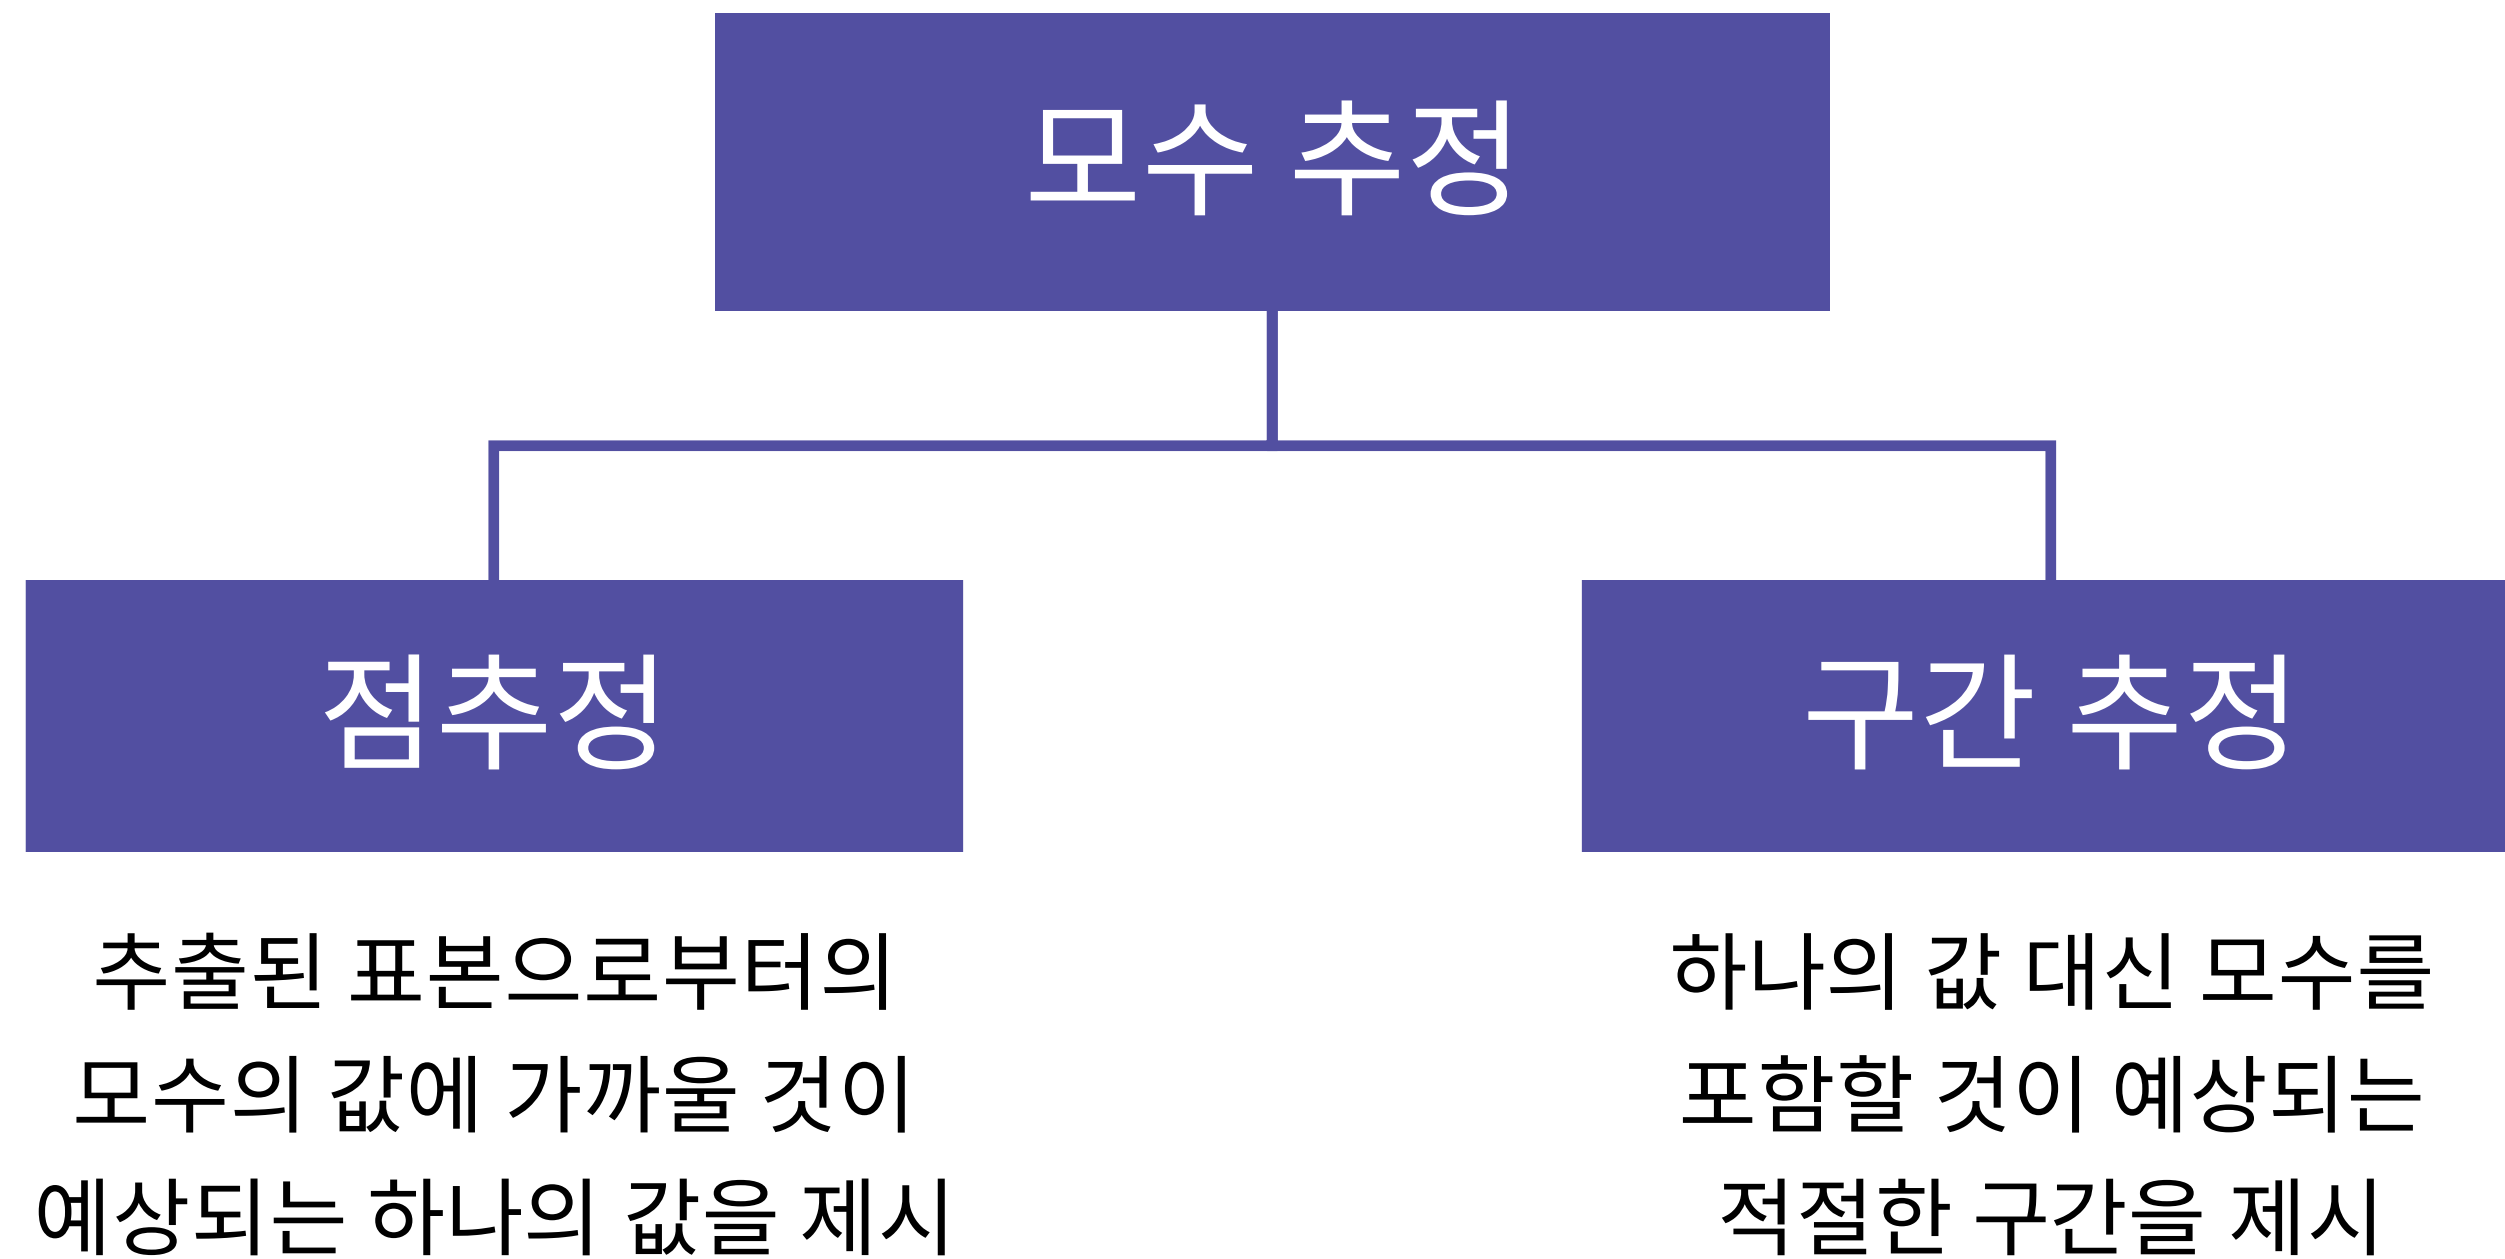 모수 추정
점추정
구간 추정
추출된 표본으로부터의
모수의 값애 가까을것이
예상되는 하나의 값을 제시
하나의 값 대신 모수를
포함할 것이 예상되는
적절한 구간을 제시